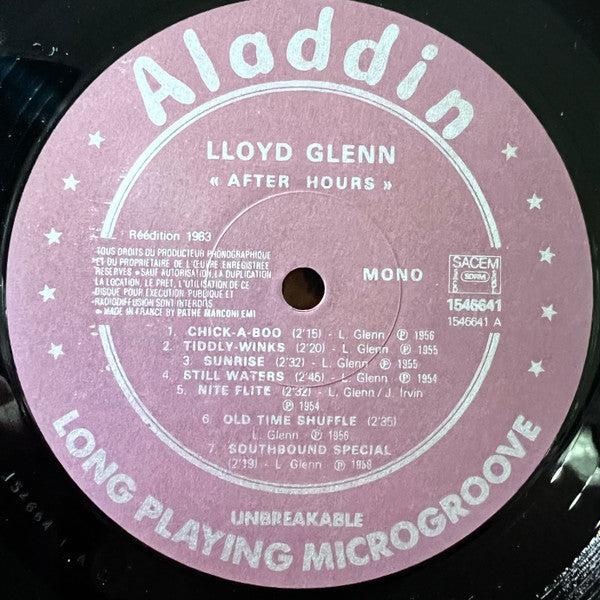 Aladdin
LLOYD GLENN
« AFTER HOURS »
Réédition 1983
TOUS DROITS DU PRODUCTEUR PHONOGRAPHIQUE
ET DU PROPRIETAIRE DE L'ŒUVRE ENREGISTREE
RESERVES • SAUF AUTORISATION, LA DUPLICATION
LA LOCATION, LE PRET, L'UTILISATION DE CE
DISQUE POUR EXECUTION PUBLIQUE ET
RADIODIFFUSION SONT INTERDITS
• MADE IN FRANCE BY PATHE MARCONI EMI
MONO
SACEM
SDRM
1546641
1546641 A
1. CHICK-A-BOO (2'15) - L. Glenn ℗ 1956
2. TIDDLY-WINKS (2'20) - L. Glenn ℗ 1955
3. SUNRISE (2'32) - L. Glenn ℗ 1955
4. STILL WATERS (2'45) - L. Glenn ℗ 1954
5. NITE FLITE (2'32) - L. Glenn / J. Irvin
℗ 1954
6. OLD TIME SHUFFLE (2'35)
L. Glenn ℗ 1956
7. SOUTHBOUND SPECIAL
(2'19) - L. Glenn ℗ 1958
UNBREAKABLE
LONG PLAYING MICROGROOVE